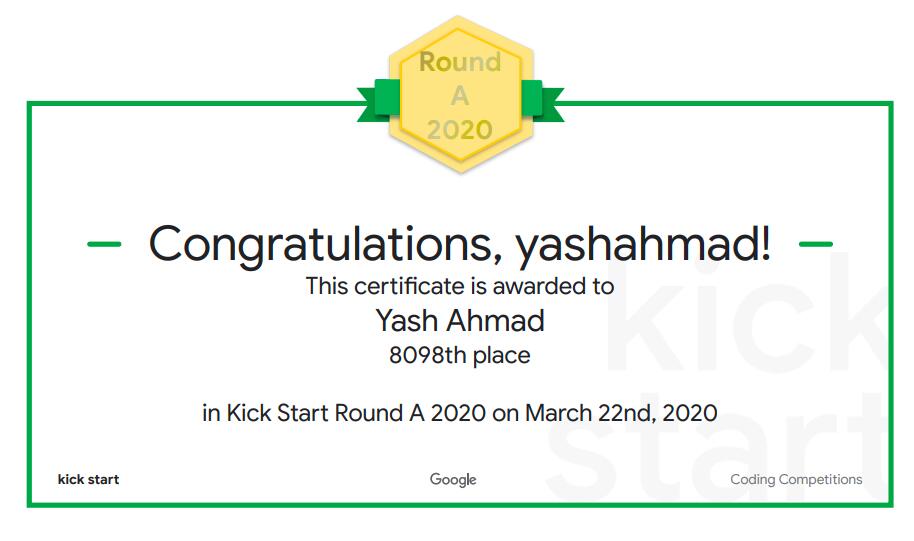 Round
A
2020
Congratulations, yashahmad!
This certificate is awarded to
Yash Ahmad
8098th place
in Kick Start Round A 2020 on March 22nd, 2020
kick
start
kick start
Google
Coding Competitions